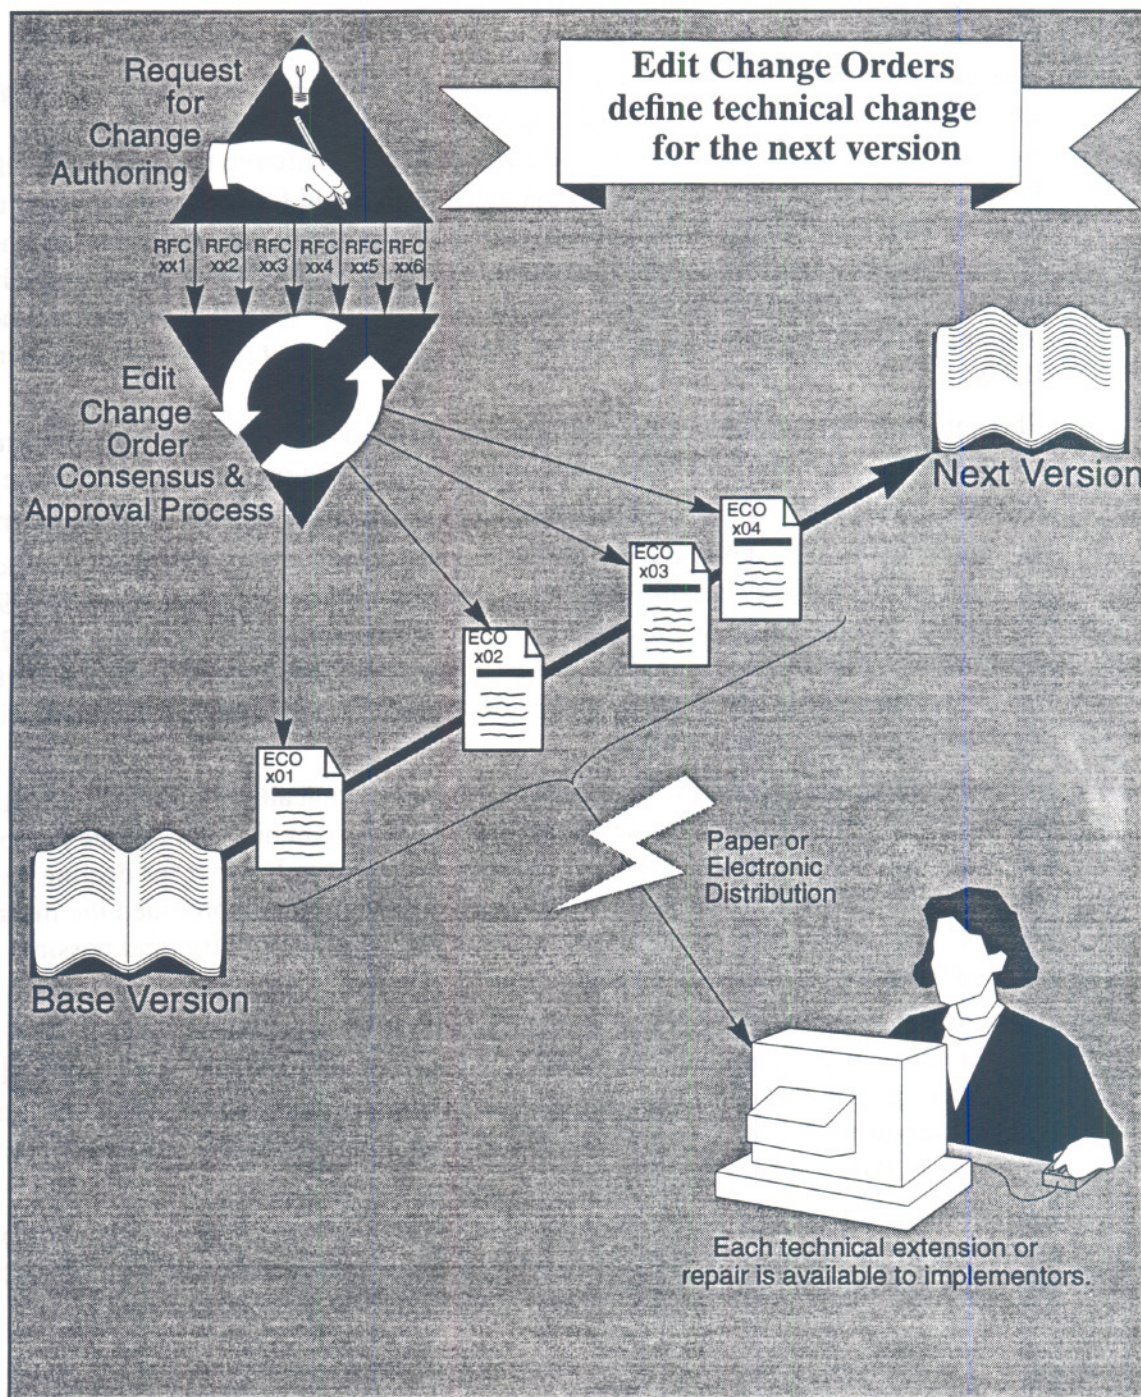 Request
for
Change
Authoring
Edit Change Orders
define technical change
for the next version
RFC RFC RFC RFC RFC RFC
xx1 xx2 xx3 xx4 xx5 xx6
Edit
Change
Order
Consensus &
Approval Process
Next Version
ECO
x04
ECO
x03
ECO
x02
ECO
x01
Paper or
Electronic
Distribution
Base Version
Each technical extension or
repair is available to implementors.